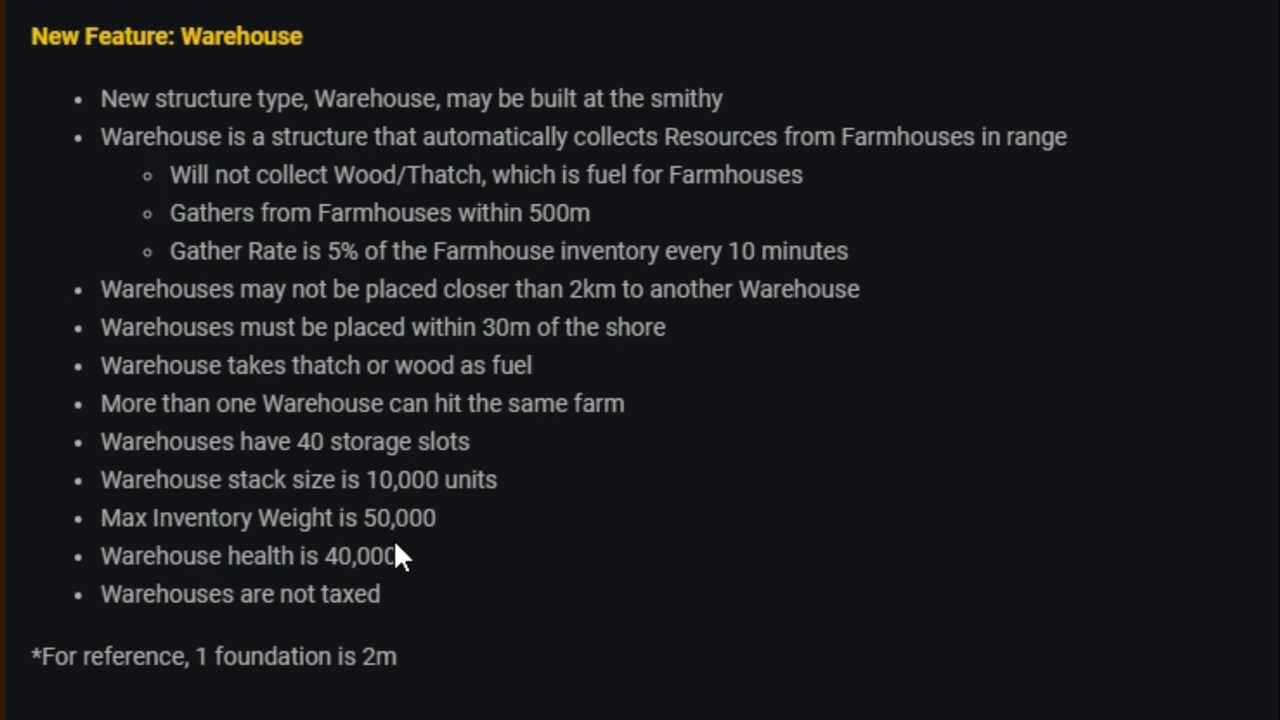 New Feature: Warehouse
• New structure type, Warehouse, may be built at the smithy
• Warehouse is a structure that automatically collects Resources from Farmhouses in range
◦ Will not collect Wood/Thatch, which is fuel for Farmhouses
◦ Gathers from Farmhouses within 500m
◦ Gather Rate is 5% of the Farmhouse inventory every 10 minutes
• Warehouses may not be placed closer than 2km to another Warehouse
• Warehouses must be placed within 30m of the shore
• Warehouse takes thatch or wood as fuel
• More than one Warehouse can hit the same farm
• Warehouses have 40 storage slots
• Warehouse stack size is 10,000 units
• Max Inventory Weight is 50,000
• Warehouse health is 40,000
• Warehouses are not taxed
*For reference, 1 foundation is 2m